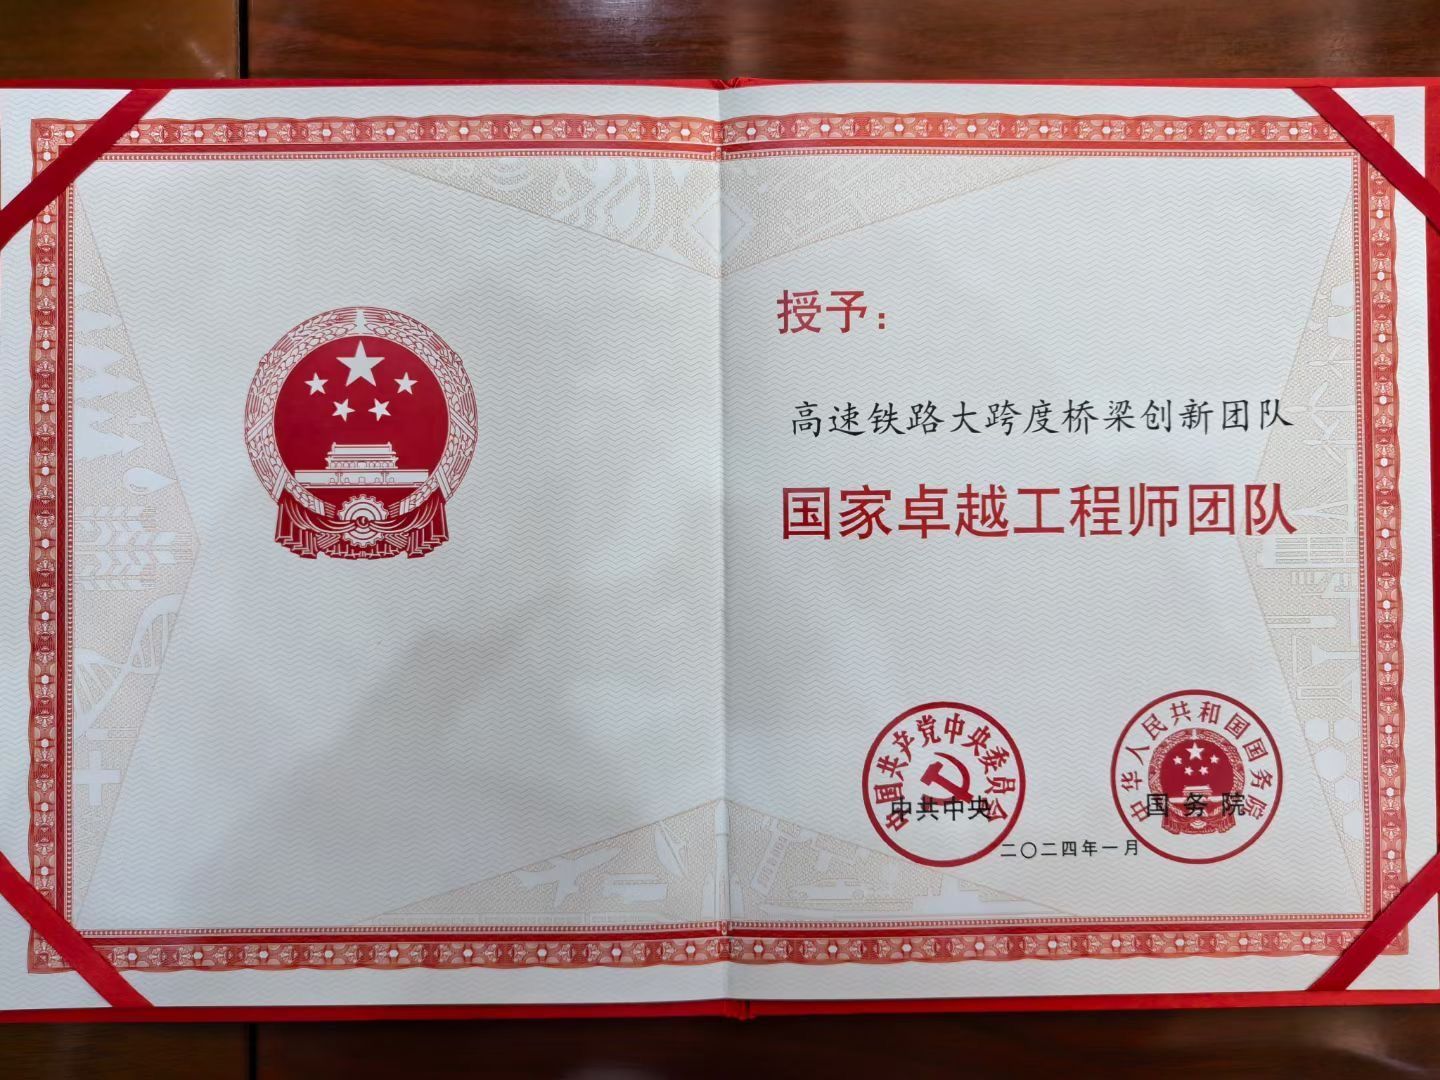 授予：
高速铁路大跨度桥梁创新团队
国家卓越工程师团队
中国共产党中央委员会
中共中央
中华人民共和国国务院
国务院
二〇二四年一月